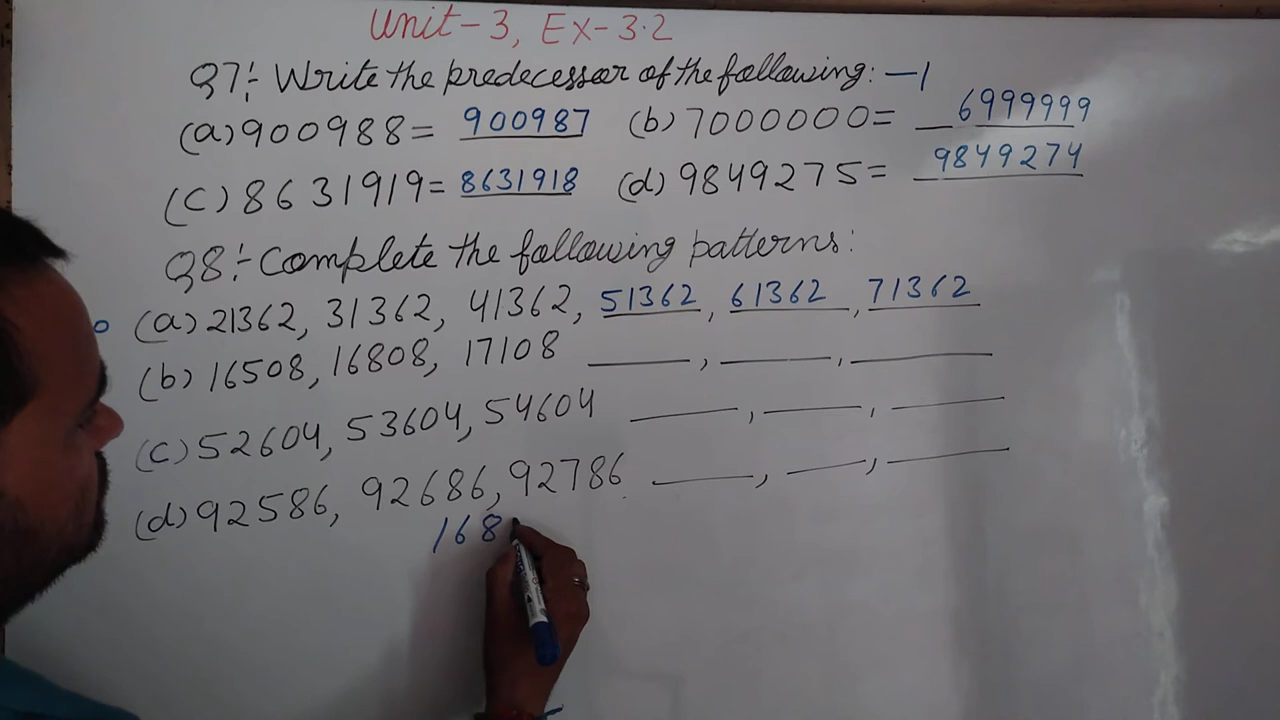 Unit-3, Ex-3.2
Q7:- Write the predecessor of the following: -1
(a) 900988= 900987 (b) 7000000= 6999999
(C) 8631919= 8631918 (d) 9849275= 9849274
Q8:- Complete the following patterns:
(a) 21362, 31362, 41362, 51362, 61362, 71362
(b) 16508, 16808, 17108 ____, ____, ____
(c) 52604, 53604, 54604 ____, ____, ____
(d) 92586, 92686, 92786 ____, ____, ____
168